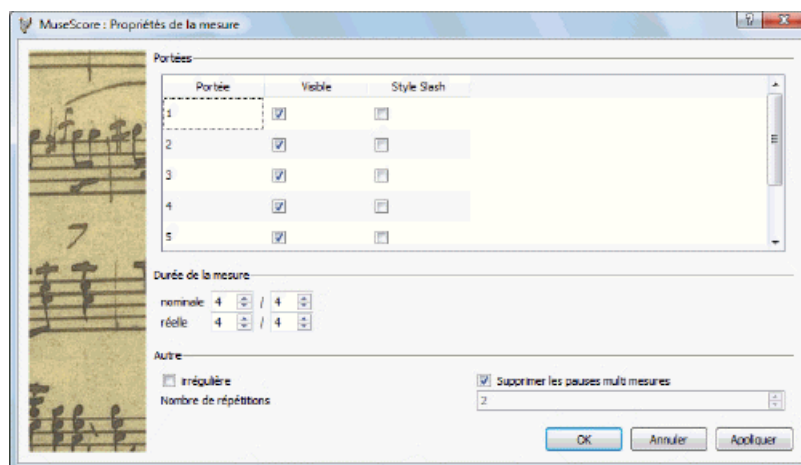 MuseScore : Propriétés de la mesure
Portées
Portée Visible Style Slash
1
2
3
4
5
Durée de la mesure
nominale 4 / 4
réelle 4 / 4
Autre
irrégulière Supprimer les pauses multi mesures
Nombre de répétitions 2
OK Annuler Appliquer